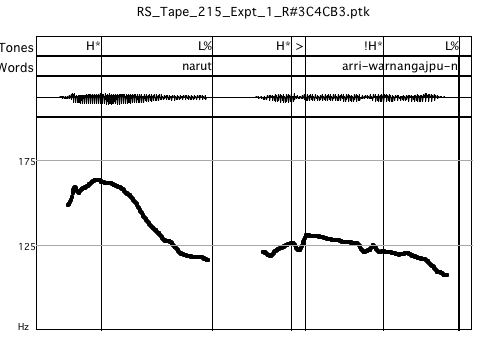 RS_Tape_215_Expt_1_R#3C4CB3.ptk
Tones H* L% H* > !H* L%
Words narut arri-warnangajpu-n
175
125
Hz